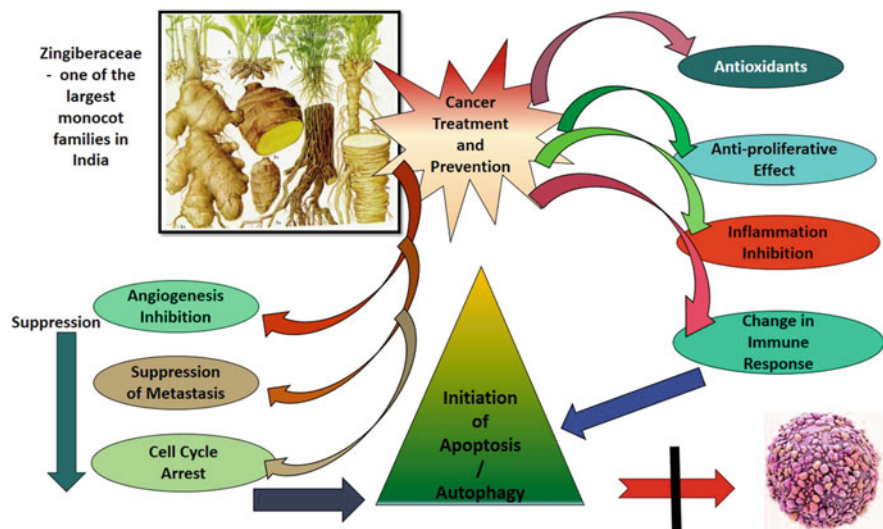 Zingiberaceae
- one of the
largest
monocot
families in
India
Cancer
Treatment
and
Prevention
Antioxidants
Anti-proliferative
Effect
Inflammation
Inhibition
Change in
Immune
Response
Suppression
Angiogenesis
Inhibition
Suppression
of Metastasis
Cell Cycle
Arrest
Initiation
of
Apoptosis
/
Autophagy